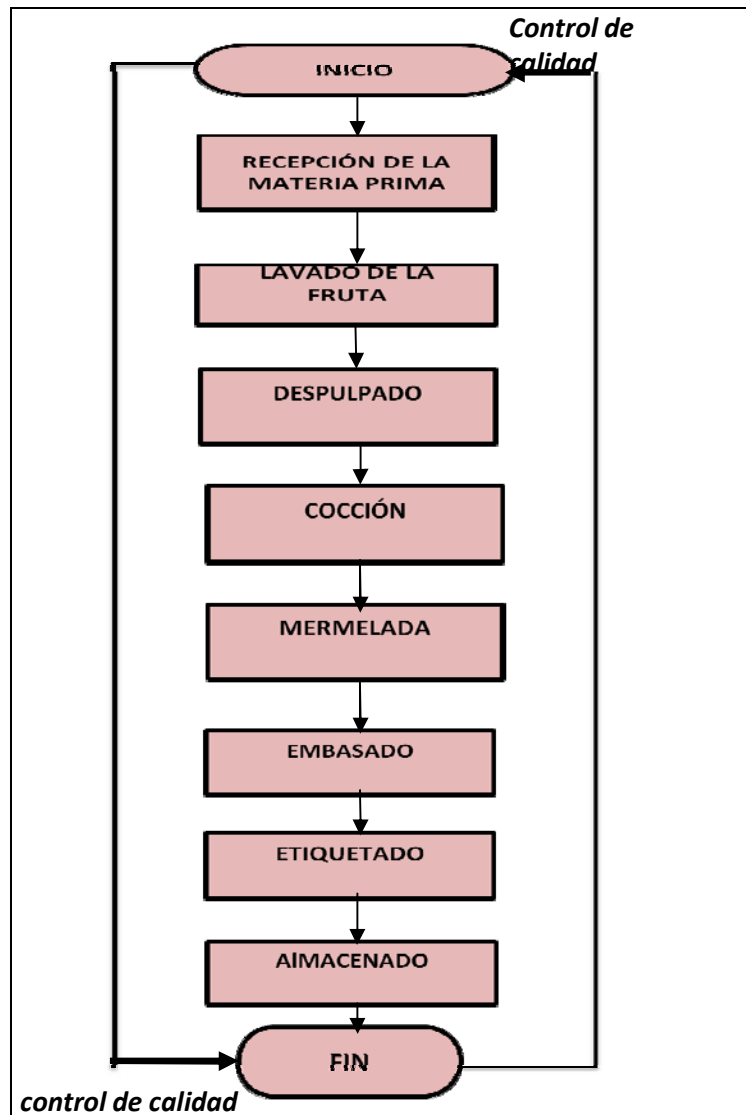 Control de
calidad
INICIO
RECEPCIÓN DE LA
MATERIA PRIMA
LAVADO DE LA
FRUTA
DESPULPADO
COCCIÓN
MERMELADA
EMBASADO
ETIQUETADO
AlMACENADO
FIN
control de calidad